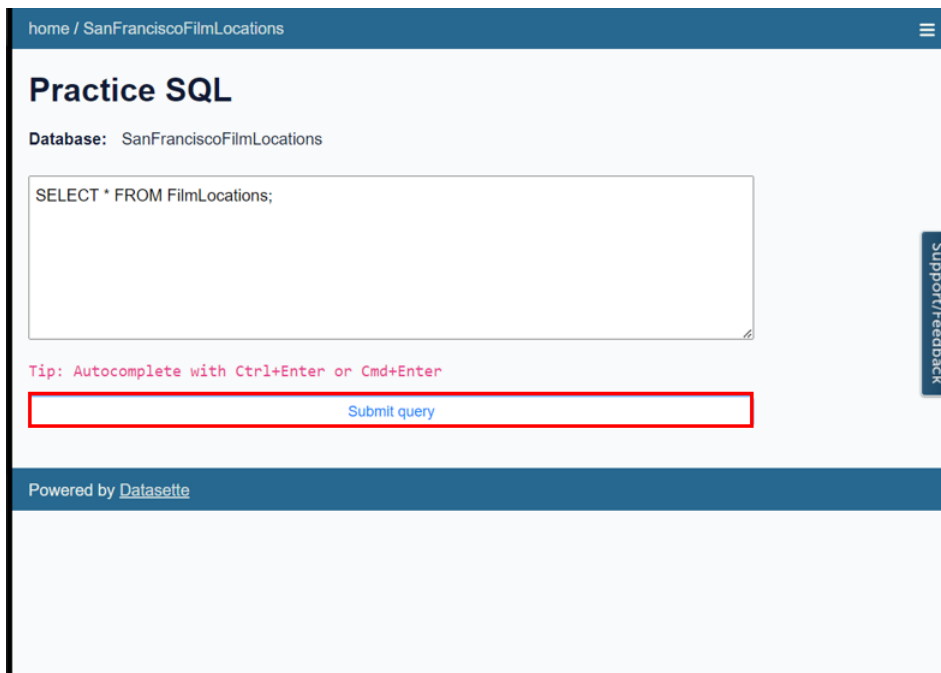 home / SanFranciscoFilmLocations
Practice SQL
Database: SanFranciscoFilmLocations
SELECT * FROM FilmLocations;
Support/Feedback
Tip: Autocomplete with Ctrl+Enter or Cmd+Enter
Submit query
Powered by Datasette